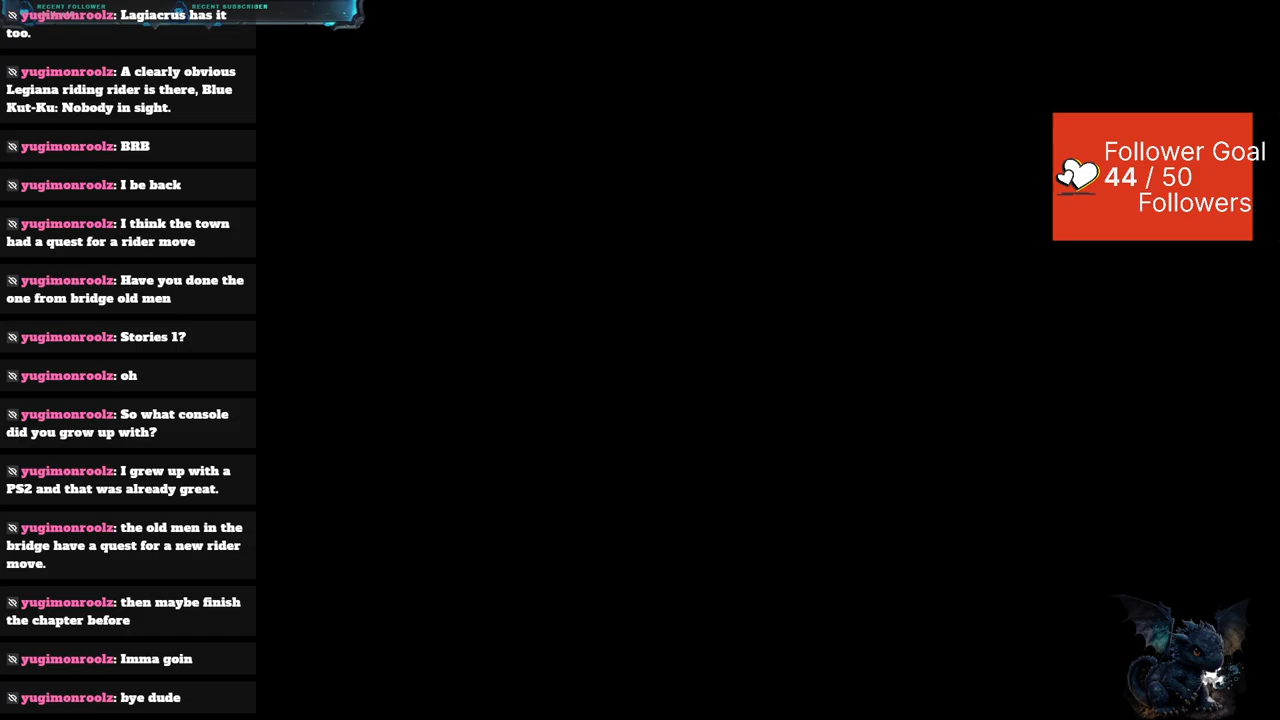 RECENT FOLLOWER
RECENT SUBSCRIBER
yugimonroolz: Lagiacrus has it
too.
yugimonroolz: A clearly obvious
Legiana riding rider is there, Blue
Kut-Ku: Nobody in sight.
yugimonroolz: BRB
yugimonroolz: I be back
yugimonroolz: I think the town
had a quest for a rider move
yugimonroolz: Have you done the
one from bridge old men
yugimonroolz: Stories 1?
yugimonroolz: oh
yugimonroolz: So what console
did you grow up with?
yugimonroolz: I grew up with a
PS2 and that was already great.
yugimonroolz: the old men in the
bridge have a quest for a new rider
move.
yugimonroolz: then maybe finish
the chapter before
yugimonroolz: Imma goin
yugimonroolz: bye dude
Follower Goal
44 / 50
Followers